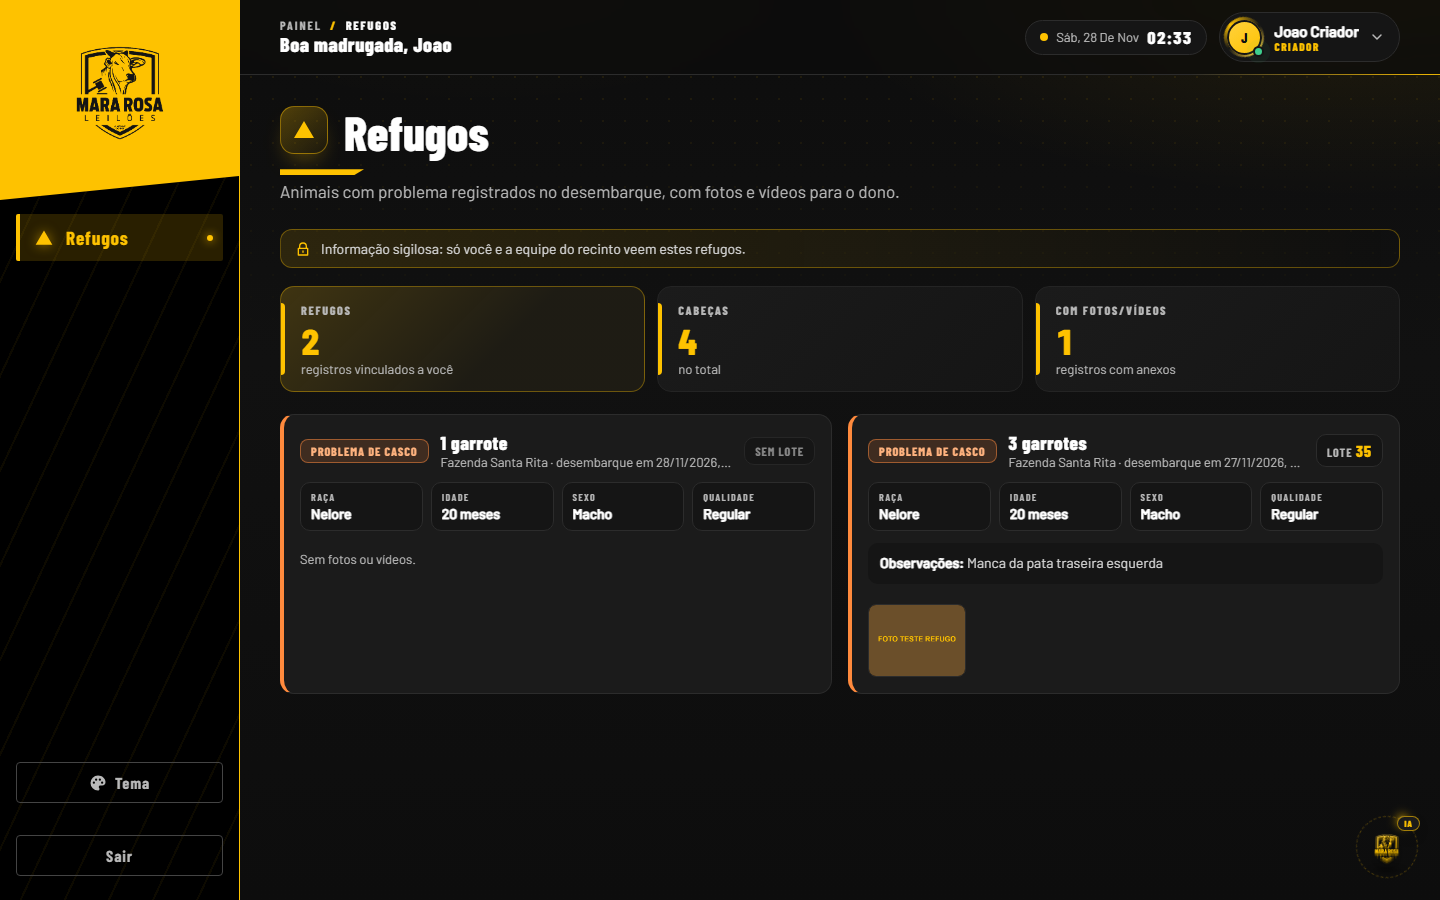 MARA ROSA
LEILÕES
Refugos
Tema
Sair
PAINEL / REFUGOS
Boa madrugada, Joao
Sáb, 28 De Nov 02:33
J
Joao Criador
CRIADOR
Refugos
Animais com problema registrados no desembarque, com fotos e vídeos para o dono.
Informação sigilosa: só você e a equipe do recinto veem estes refugos.
REFUGOS
2
registros vinculados a você
CABEÇAS
4
no total
COM FOTOS/VÍDEOS
1
registros com anexos
PROBLEMA DE CASCO
1 garrote
Fazenda Santa Rita · desembarque em 28/11/2026,...
SEM LOTE
RAÇA
Nelore
IDADE
20 meses
SEXO
Macho
QUALIDADE
Regular
Sem fotos ou vídeos.
PROBLEMA DE CASCO
3 garrotes
Fazenda Santa Rita · desembarque em 27/11/2026, ...
LOTE 35
RAÇA
Nelore
IDADE
20 meses
SEXO
Macho
QUALIDADE
Regular
Observações: Manca da pata traseira esquerda
FOTO TESTE REFUGO
IA
MARA ROSA